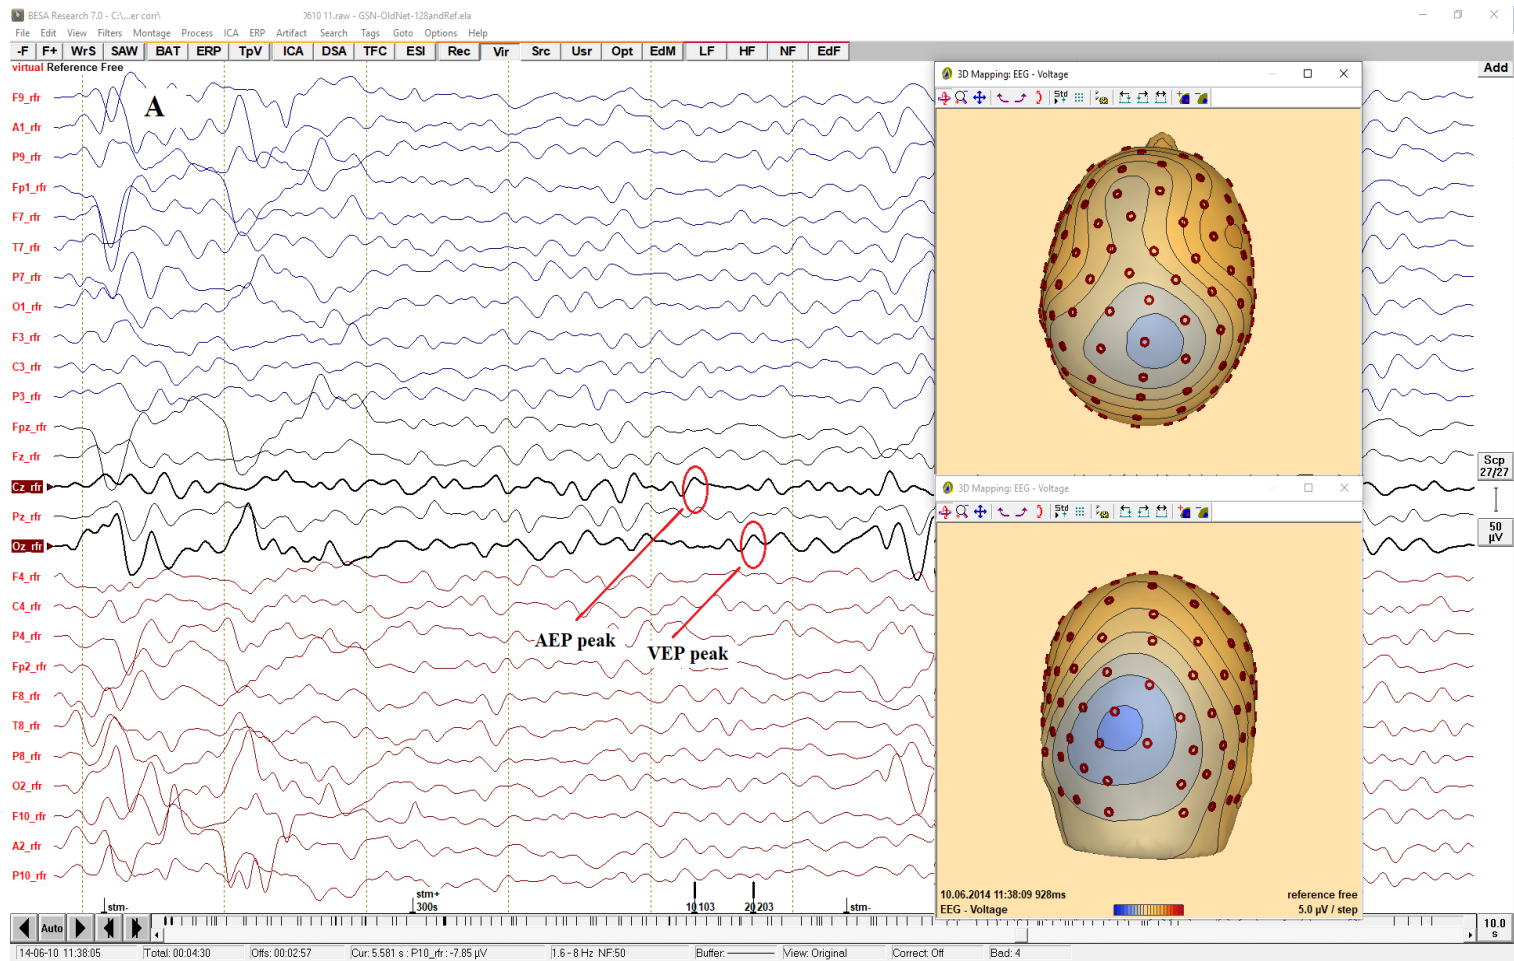 BESA Research 7.0 - C:\...er corr\ 0610 11.raw - GSN-OldNet-128andRef.ela
File Edit View Filters Montage Process ICA ERP Artifact Search Tags Goto Options Help
-F F+ WrS SAW BAT ERP TpV ICA DSA TFC ESI Rec Vir Src Usr Opt EdM LF HF NF EdF
virtual Reference Free
Add
A
F9_rfr
A1_rfr
P9_rfr
Fp1_rfr
F7_rfr
T7_rfr
P7_rfr
O1_rfr
F3_rfr
C3_rfr
P3_rfr
Fpz_rfr
Fz_rfr
Cz_rfr
Pz_rfr
Oz_rfr
F4_rfr
C4_rfr
P4_rfr
Fp2_rfr
F8_rfr
T8_rfr
P8_rfr
O2_rfr
F10_rfr
A2_rfr
P10_rfr
AEP peak
VEP peak
3D Mapping: EEG - Voltage
Std
3D Mapping: EEG - Voltage
Std
10.06.2014 11:38:09 928ms
reference free
EEG - Voltage
5.0 µV / step
Scp
27/27
50
µV
stm-
stm+
300s
10 103
20 203
stm-
Auto
10.0
s
14-06-10 11:38:05 Total: 00:04:30 Offs: 00:02:57 Cur: 5.581 s : P10_rfr : -7.85 µV 1.6 - 8 Hz NF:50 Buffer: View: Original Correct: Off Bad: 4